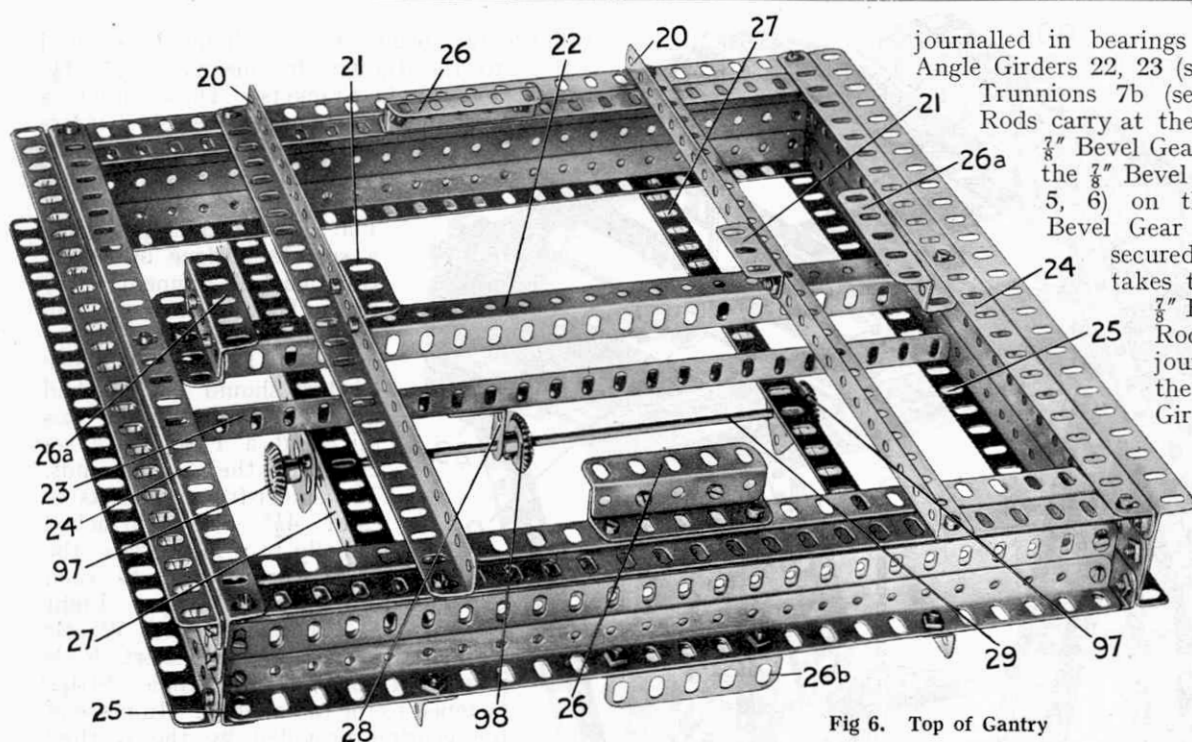 20
21
26
22
20
27
21
26a
24
25
26a
23
24
97
27
25
28
98
26
26b
29
97
Fig 6. Top of Gantry
journalled in bearings
Angle Girders 22, 23 (s
Trunnions 7b (se
Rods carry at the
⅞" Bevel Gea
the ⅞" Bevel
5, 6) on t
Bevel Gear
secured
takes t
⅞" 
Rod
jour
the
Gir